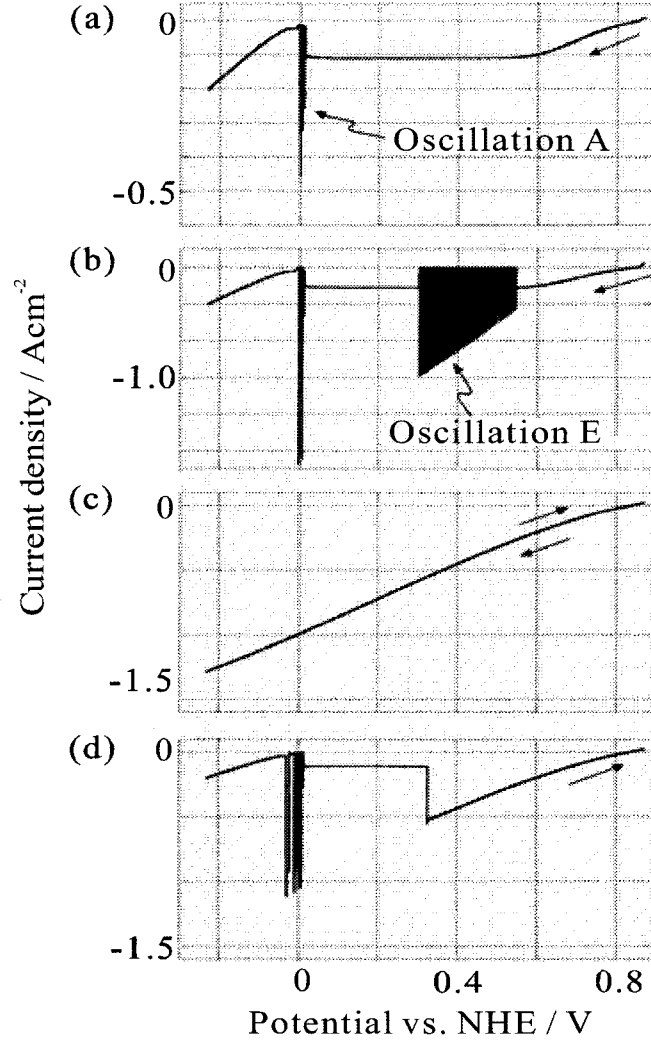 (a)
0
-0.5
Oscillation A
(b)
0
-1.0
Oscillation E
(c)
0
-1.5
(d)
0
-1.5
Current density / Acm⁻²
0 0.4 0.8
Potential vs. NHE / V